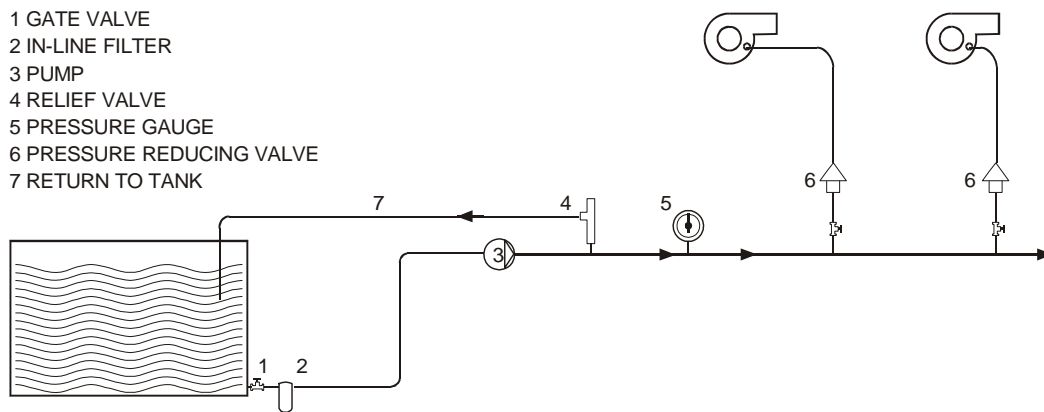 1 GATE VALVE
2 IN-LINE FILTER
3 PUMP
4 RELIEF VALVE
5 PRESSURE GAUGE
6 PRESSURE REDUCING VALVE
7 RETURN TO TANK
6
6
7
4
5
3
1
2